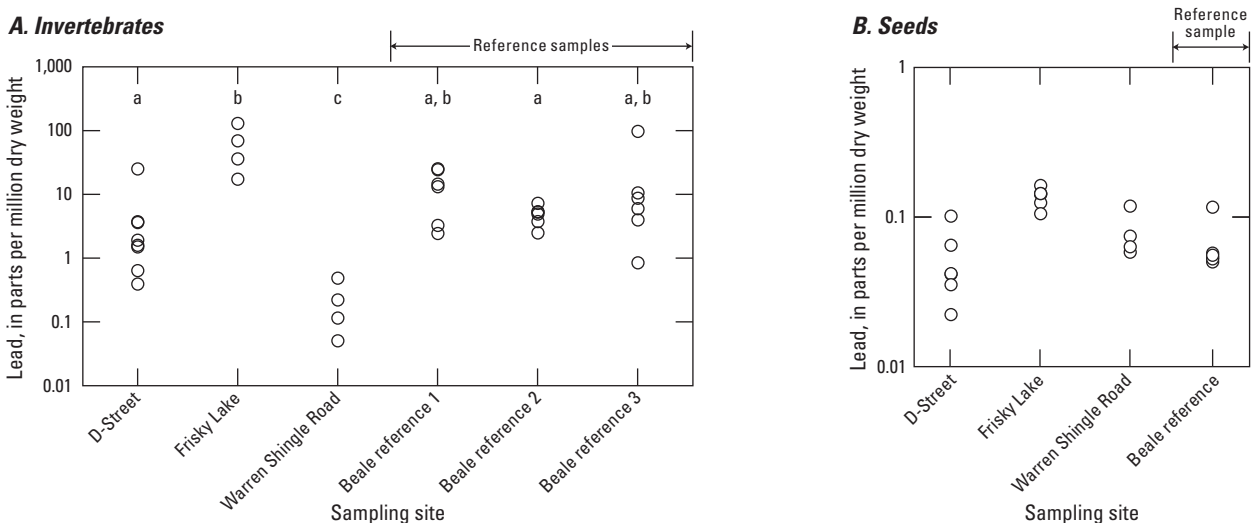 A. Invertebrates
Reference samples
Lead, in parts per million dry weight
1,000
100
10
1
0.1
0.01
a b c a, b a a, b
D-Street
Frisky Lake
Warren Shingle Road
Beale reference 1
Beale reference 2
Beale reference 3
Sampling site
B. Seeds
Reference
sample
Lead, in parts per million dry weight
1
0.1
0.01
D-Street
Frisky Lake
Warren Shingle Road
Beale reference
Sampling site